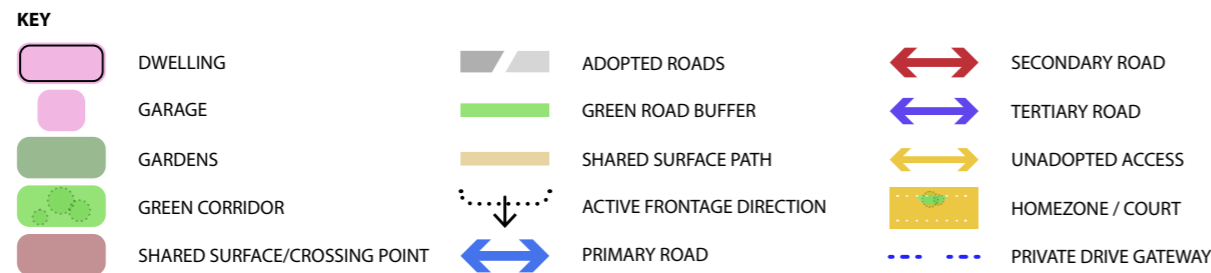 KEY
DWELLING
GARAGE
GARDENS
GREEN CORRIDOR
SHARED SURFACE/CROSSING POINT
ADOPTED ROADS
GREEN ROAD BUFFER
SHARED SURFACE PATH
ACTIVE FRONTAGE DIRECTION
PRIMARY ROAD
SECONDARY ROAD
TERTIARY ROAD
UNADOPTED ACCESS
HOMEZONE / COURT
PRIVATE DRIVE GATEWAY